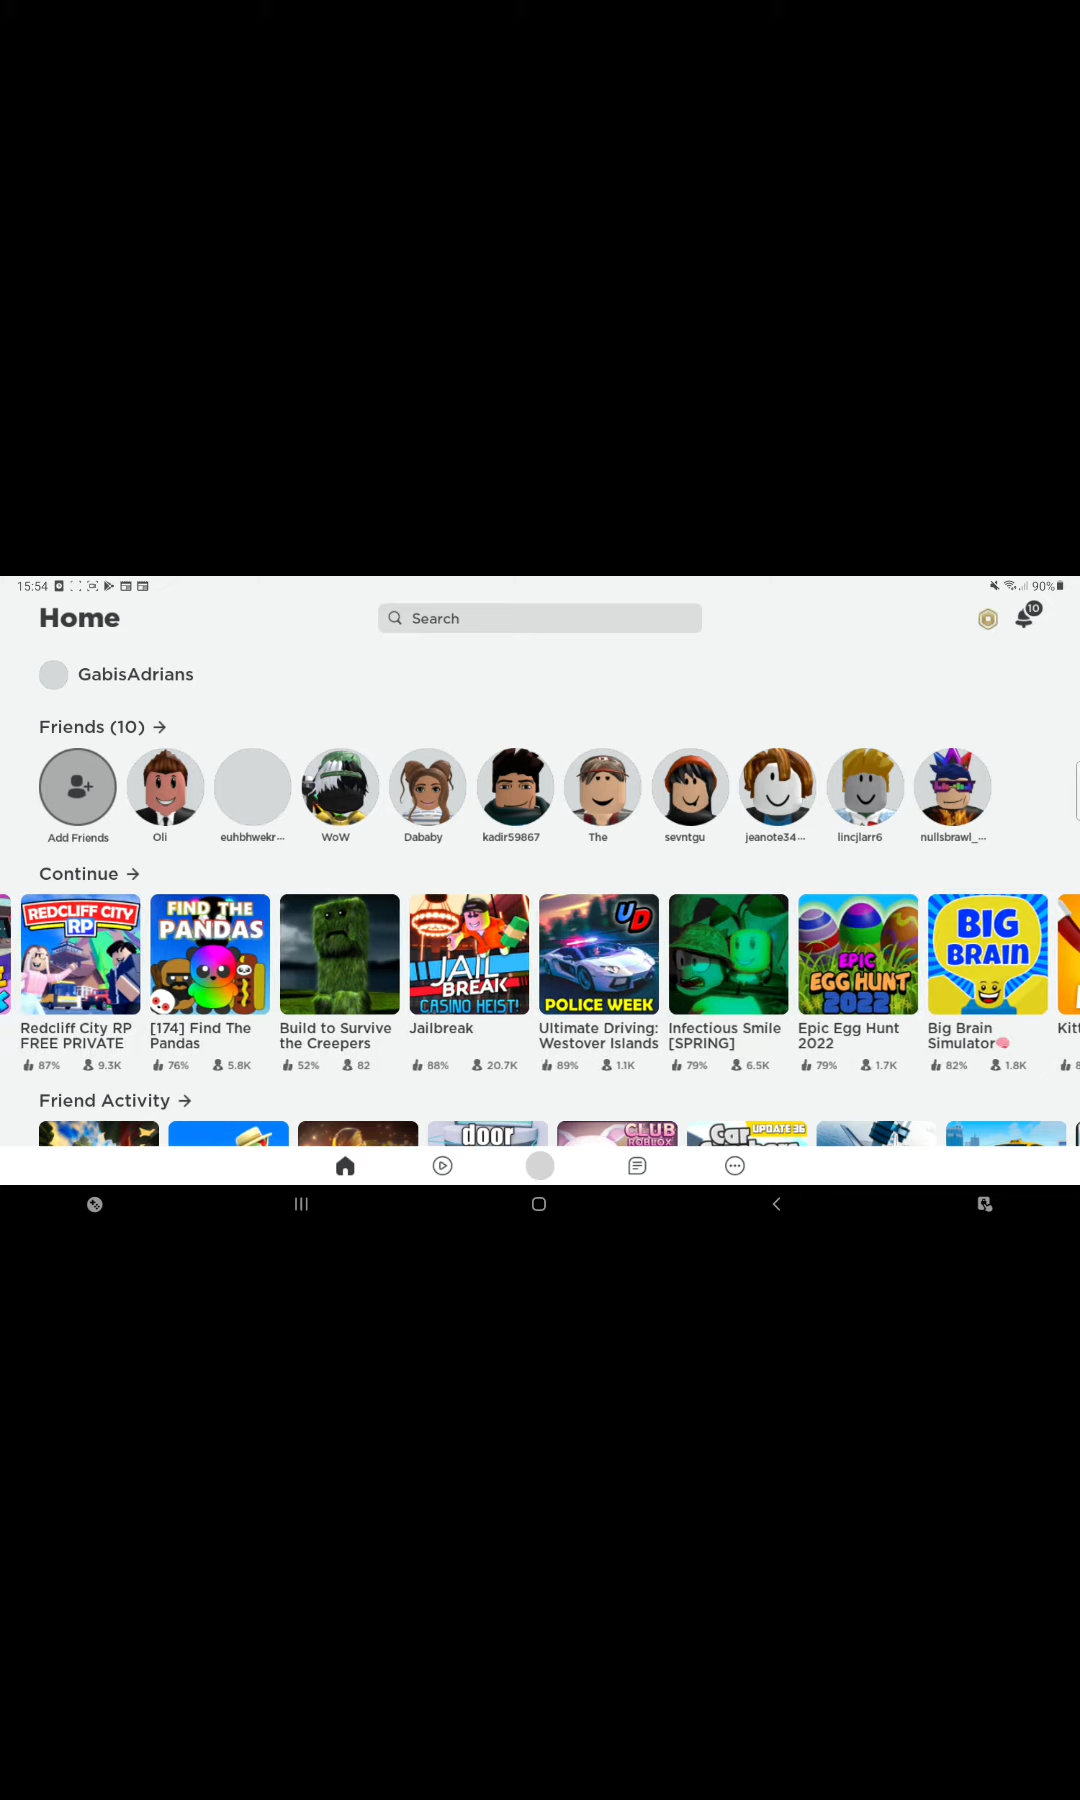 15:54
90%
Home
Search
10
GabisAdrians
Friends (10) →
Add Friends
Oli
euhbhwekr...
WoW
Dababy
kadir59867
The
sevntgu
jeanote34...
lincjlarr6
nullsbrawl_...
Continue →
REDCLIFF CITY
RP
FIND THE
PANDAS
JAIL
BREAK
CASINO HEIST!
UD
POLICE WEEK
EPIC
EGG HUNT
2022
BIG
BRAIN
Redcliff City RP
FREE PRIVATE
[174] Find The
Pandas
Build to Survive
the Creepers
Jailbreak
Ultimate Driving:
Westover Islands
Infectious Smile
[SPRING]
Epic Egg Hunt
2022
Big Brain
Simulator🧠
Kit
87% 9.3K
76% 5.8K
52% 82
88% 20.7K
89% 1.1K
79% 6.5K
79% 1.7K
82% 1.8K
Friend Activity →
door
CLUB
ROBLOX
UPDATE 36
Car